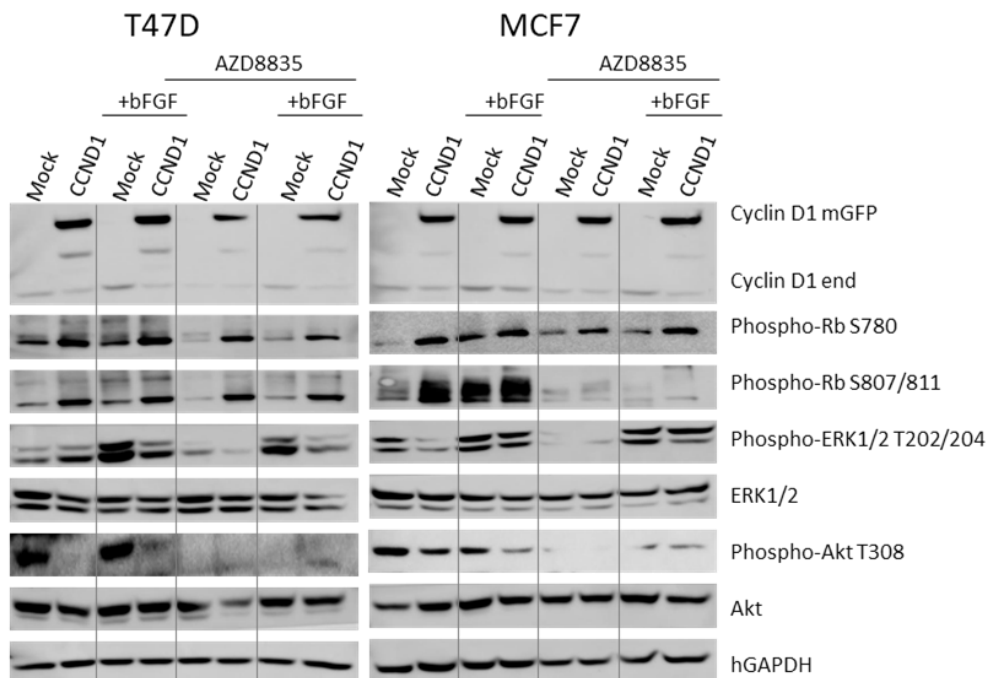 T47D MCF7
AZD8835 AZD8835
+bFGF +bFGF +bFGF +bFGF
Mock CCND1 Mock CCND1 Mock CCND1 Mock CCND1 Mock CCND1 Mock CCND1 Mock CCND1 Mock CCND1
Cyclin D1 mGFP
Cyclin D1 end
Phospho-Rb S780
Phospho-Rb S807/811
Phospho-ERK1/2 T202/204
ERK1/2
Phospho-Akt T308
Akt
hGAPDH